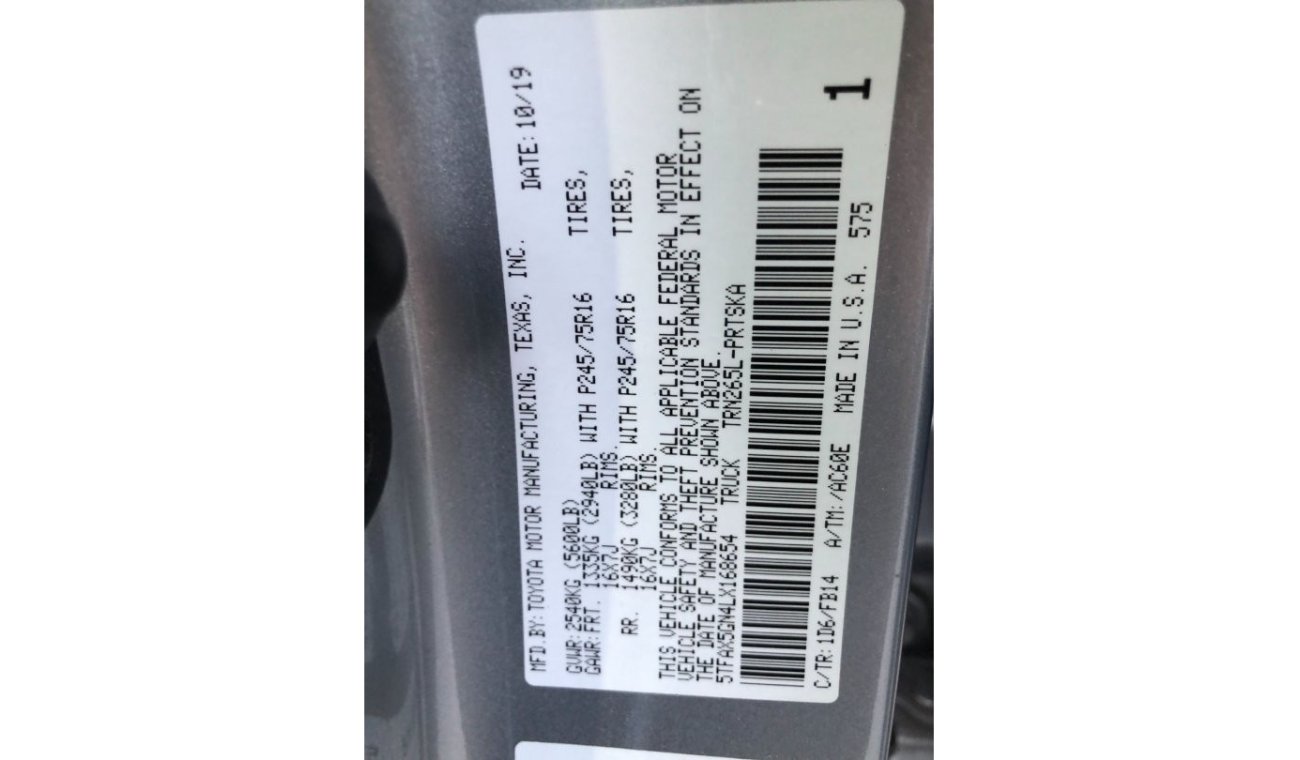 MFD.BY:TOYOTA MOTOR MANUFACTURING, TEXAS, INC. DATE: 10/19
GVWR: 2540KG (5600LB)
GAWR:FRT. 1335KG (2940LB) WITH P245/75R16 TIRES,
16X7J RIMS.
RR. 1490KG (3280LB) WITH P245/75R16 TIRES,
16X7J RIMS.
THIS VEHICLE CONFORMS TO ALL APPLICABLE FEDERAL MOTOR
VEHICLE SAFETY AND THEFT PREVENTION STANDARDS IN EFFECT ON
THE DATE OF MANUFACTURE SHOWN ABOVE.
5TFAX5GN4LX168654 TRUCK TRN265L-PRTSKA
C/TR: 1D6/FB14 A/TM: /AC60E MADE IN U.S.A. 575 1